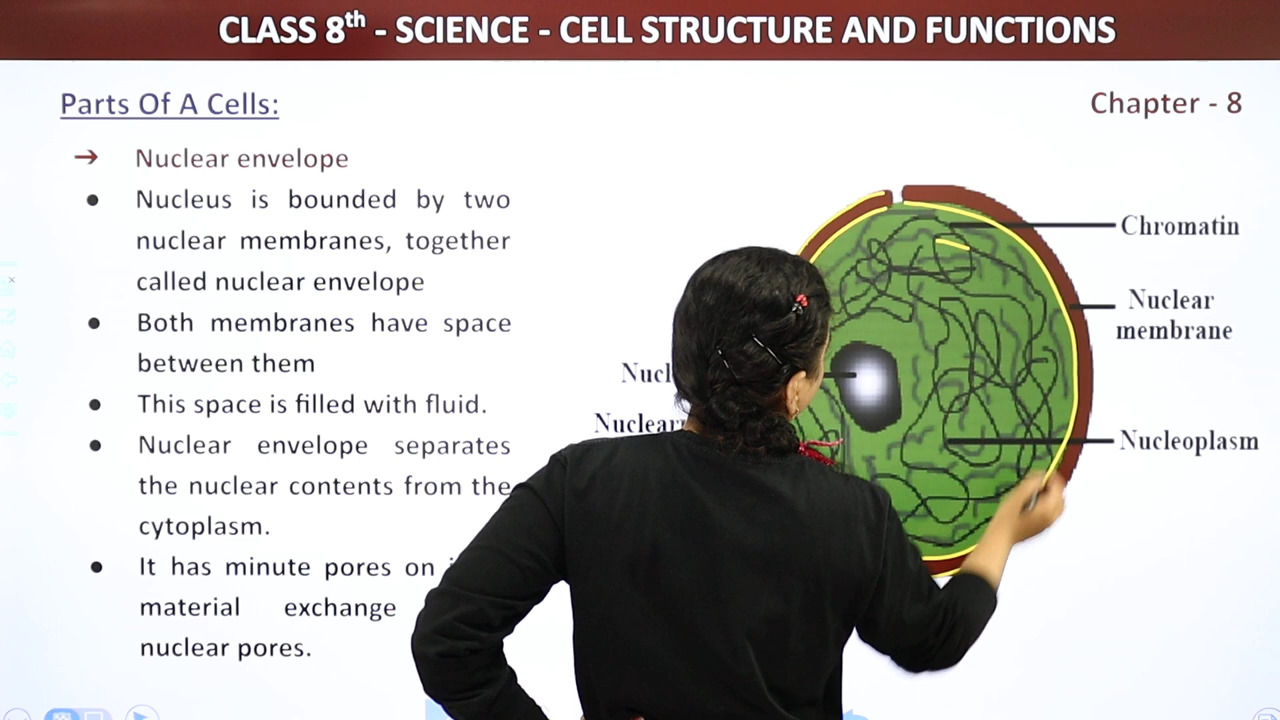 CLASS 8th - SCIENCE - CELL STRUCTURE AND FUNCTIONS
Parts Of A Cells:
Chapter - 8
→ Nuclear envelope
● Nucleus is bounded by two
nuclear membranes, together
called nuclear envelope
● Both membranes have space
between them
● This space is filled with fluid.
● Nuclear envelope separates
the nuclear contents from the
cytoplasm.
● It has minute pores on
material exchange
nuclear pores.
Chromatin
Nuclear
membrane
Nucleoplasm